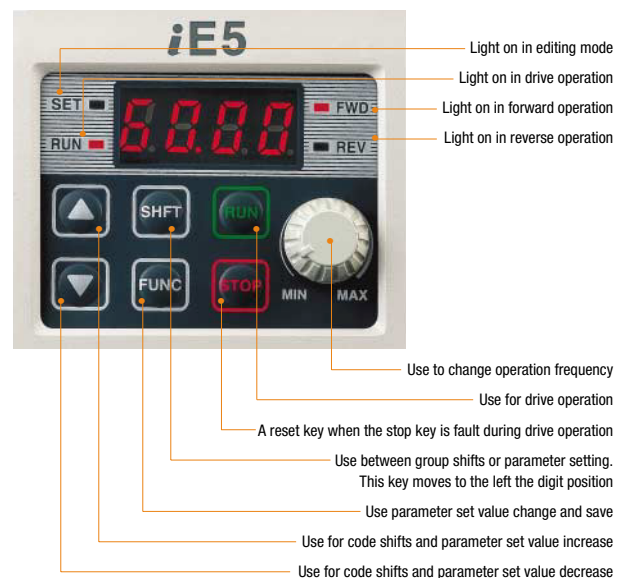 iE5
SET
RUN
60.00
FWD
REV
SHFT
RUN
FUNC
STOP
MIN
MAX
Light on in editing mode
Light on in drive operation
Light on in forward operation
Light on in reverse operation
Use to change operation frequency
Use for drive operation
A reset key when the stop key is fault during drive operation
Use between group shifts or parameter setting.
This key moves to the left the digit position
Use parameter set value change and save
Use for code shifts and parameter set value increase
Use for code shifts and parameter set value decrease